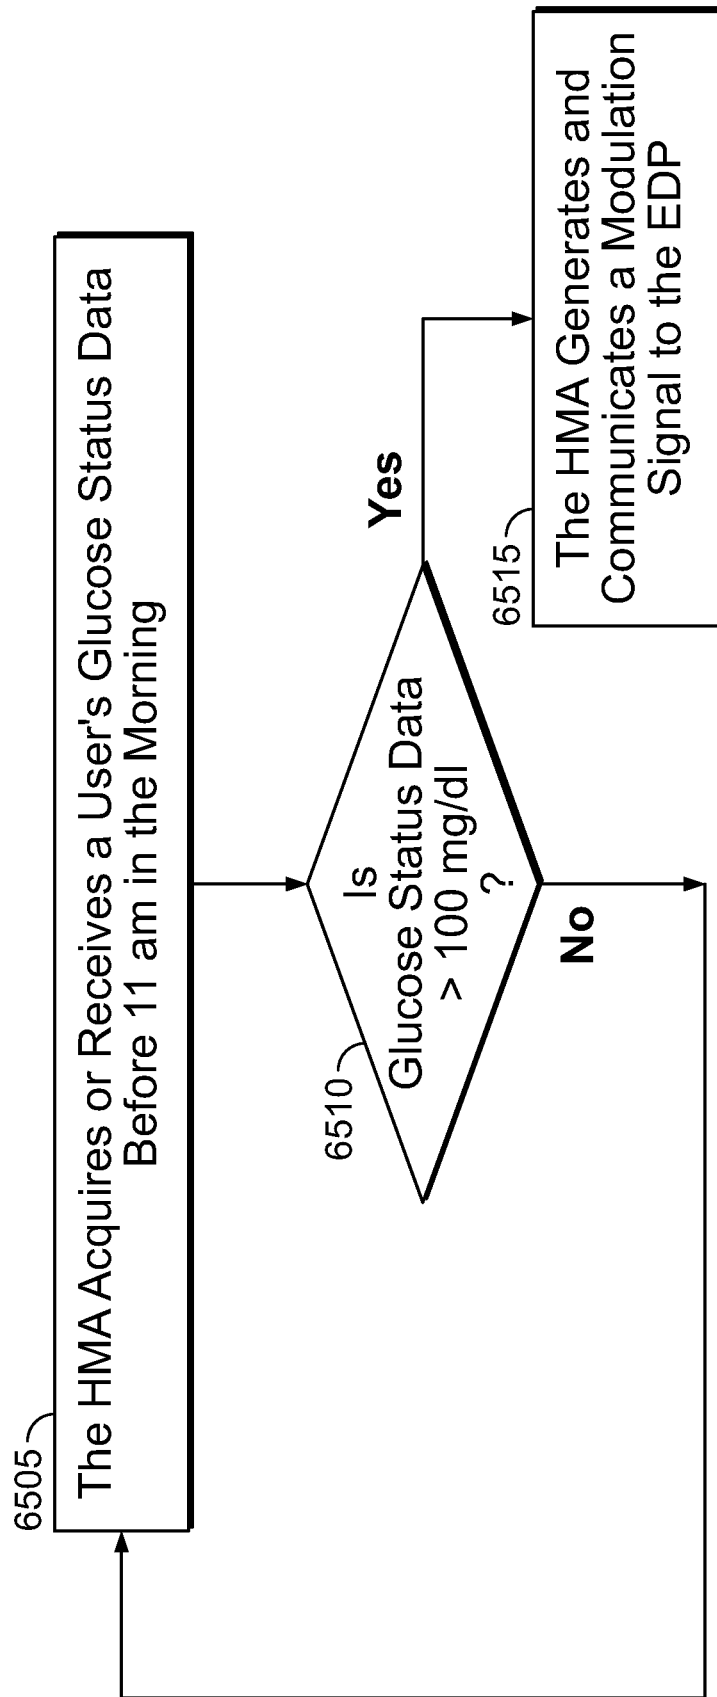 6505
The HMA Acquires or Receives a User's Glucose Status Data
Before 11 am in the Morning
6510
Is
Glucose Status Data
> 100 mg/dl
?
Yes
No
6515
The HMA Generates and
Communicates a Modulation
Signal to the EDP